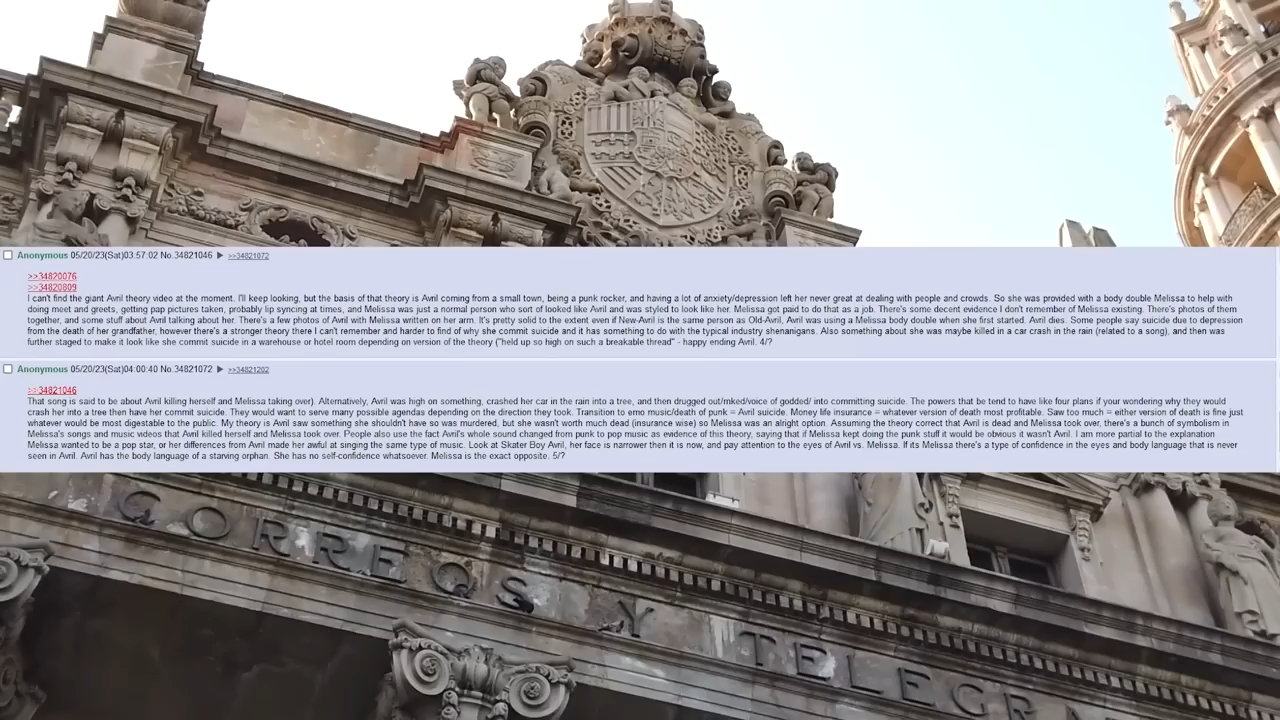 Anonymous 05/20/23(Sat)03:57:02 No.34821046 ▶ >>34821072
>>34820076
>>34820809
I can't find the giant Avril theory video at the moment. I'll keep looking, but the basis of that theory is Avril coming from a small town, being a punk rocker, and having a lot of anxiety/depression left her never great at dealing with people and crowds. So she was provided with a body double Melissa to help with
doing meet and greets, getting pap pictures taken, probably lip syncing at times, and Melissa was just a normal person who sort of looked like Avril and was styled to look like her. Melissa got paid to do that as a job. There's some decent evidence I don't remember of Melissa existing. There's photos of them
together, and some stuff about Avril talking about her. There's a few photos of Avril with Melissa written on her arm. It's pretty solid to the extent even if New-Avril is the same person as Old-Avril, Avril was using a Melissa body double when she first started. Avril dies. Some people say suicide due to depression
from the death of her grandfather, however there's a stronger theory there I can't remember and harder to find of why she commit suicide and it has something to do with the typical industry shenanigans. Also something about she was maybe killed in a car crash in the rain (related to a song), and then was
further staged to make it look like she commit suicide in a warehouse or hotel room depending on version of the theory ("held up so high on such a breakable thread" - happy ending Avril. 4/?
Anonymous 05/20/23(Sat)04:00:40 No.34821072 ▶ >>34821202
>>34821046
That song is said to be about Avril killing herself and Melissa taking over). Alternatively, Avril was high on something, crashed her car in the rain into a tree, and then drugged out/mked/voice of godded/ into committing suicide. The powers that be tend to have like four plans if your wondering why they would
crash her into a tree then have her commit suicide. They would want to serve many possible agendas depending on the direction they took. Transition to emo music/death of punk = Avril suicide. Money life insurance = whatever version of death most profitable. Saw too much = either version of death is fine just
whatever would be most digestable to the public. My theory is Avril saw something she shouldn't have so was murdered, but she wasn't worth much dead (insurance wise) so Melissa was an alright option. Assuming the theory correct that Avril is dead and Melissa took over, there's a bunch of symbolism in
Melissa's songs and music videos that Avril killed herself and Melissa took over. People also use the fact Avril's whole sound changed from punk to pop music as evidence of this theory, saying that if Melissa kept doing the punk stuff it would be obvious it wasn't Avril. I am more partial to the explanation
Melissa wanted to be a pop star, or her differences from Avril made her awful at singing the same type of music. Look at Skater Boy Avril, her face is narrower then it is now, and pay attention to the eyes of Avril vs. Melissa. If its Melissa there's a type of confidence in the eyes and body language that is never
seen in Avril. Avril has the body language of a starving orphan. She has no self-confidence whatsoever. Melissa is the exact opposite. 5/?
CORREOS Y TELEGRA